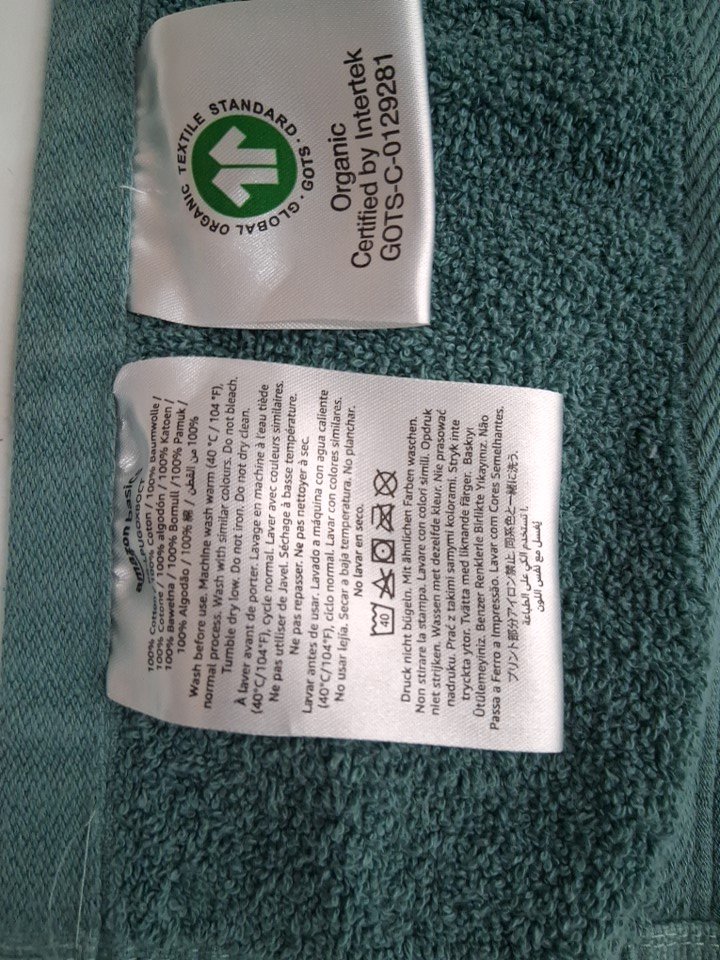 GLOBAL ORGANIC TEXTILE STANDARD · GOTS ·
Organic
Certified by Intertek
GOTS-C-0129281
amazon basics
100% Cotton / 100% Coton / 100% Baumwolle /
100% Cotone / 100% algodón / 100% Katoen /
100% Bawełna / 100% Bomull / 100% Pamuk /
100% Algodão / 100% 綿 / 100% من القطن
Wash before use. Machine wash warm (40 °C / 104 °F),
normal process. Wash with similar colours. Do not bleach.
Tumble dry low. Do not iron. Do not dry clean.
À laver avant de porter. Lavage en machine à l'eau tiède
(40°C/104°F), cycle normal. Laver avec couleurs similaires.
Ne pas utiliser de Javel. Séchage à basse température.
Ne pas repasser. Ne pas nettoyer à sec.
Lavar antes de usar. Lavado a máquina con agua caliente
(40°C/104°F), ciclo normal. Lavar con colores similares.
No usar lejía. Secar a baja temperatura. No planchar.
No lavar en seco.
40
Druck nicht bügeln. Mit ähnlichen Farben waschen.
Non stirare la stampa. Lavare con colori simili. Opdruk
niet strijken. Wassen met dezelfde kleur. Nie prasować
nadruku. Prać z takimi samymi kolorami. Stryk inte
tryckta ytor. Tvätta med liknande färger. Baskıyı
Ütülemeyiniz. Benzer Renklerle Birlikte Yıkayınız. Não
Passa a Ferro a Impressão. Lavar com Cores Semelhantes.
プリント部分アイロン禁止 同系色と一緒に洗う.
لا تستخدم الكي على الطباعة.
يُغسل مع نفس اللون